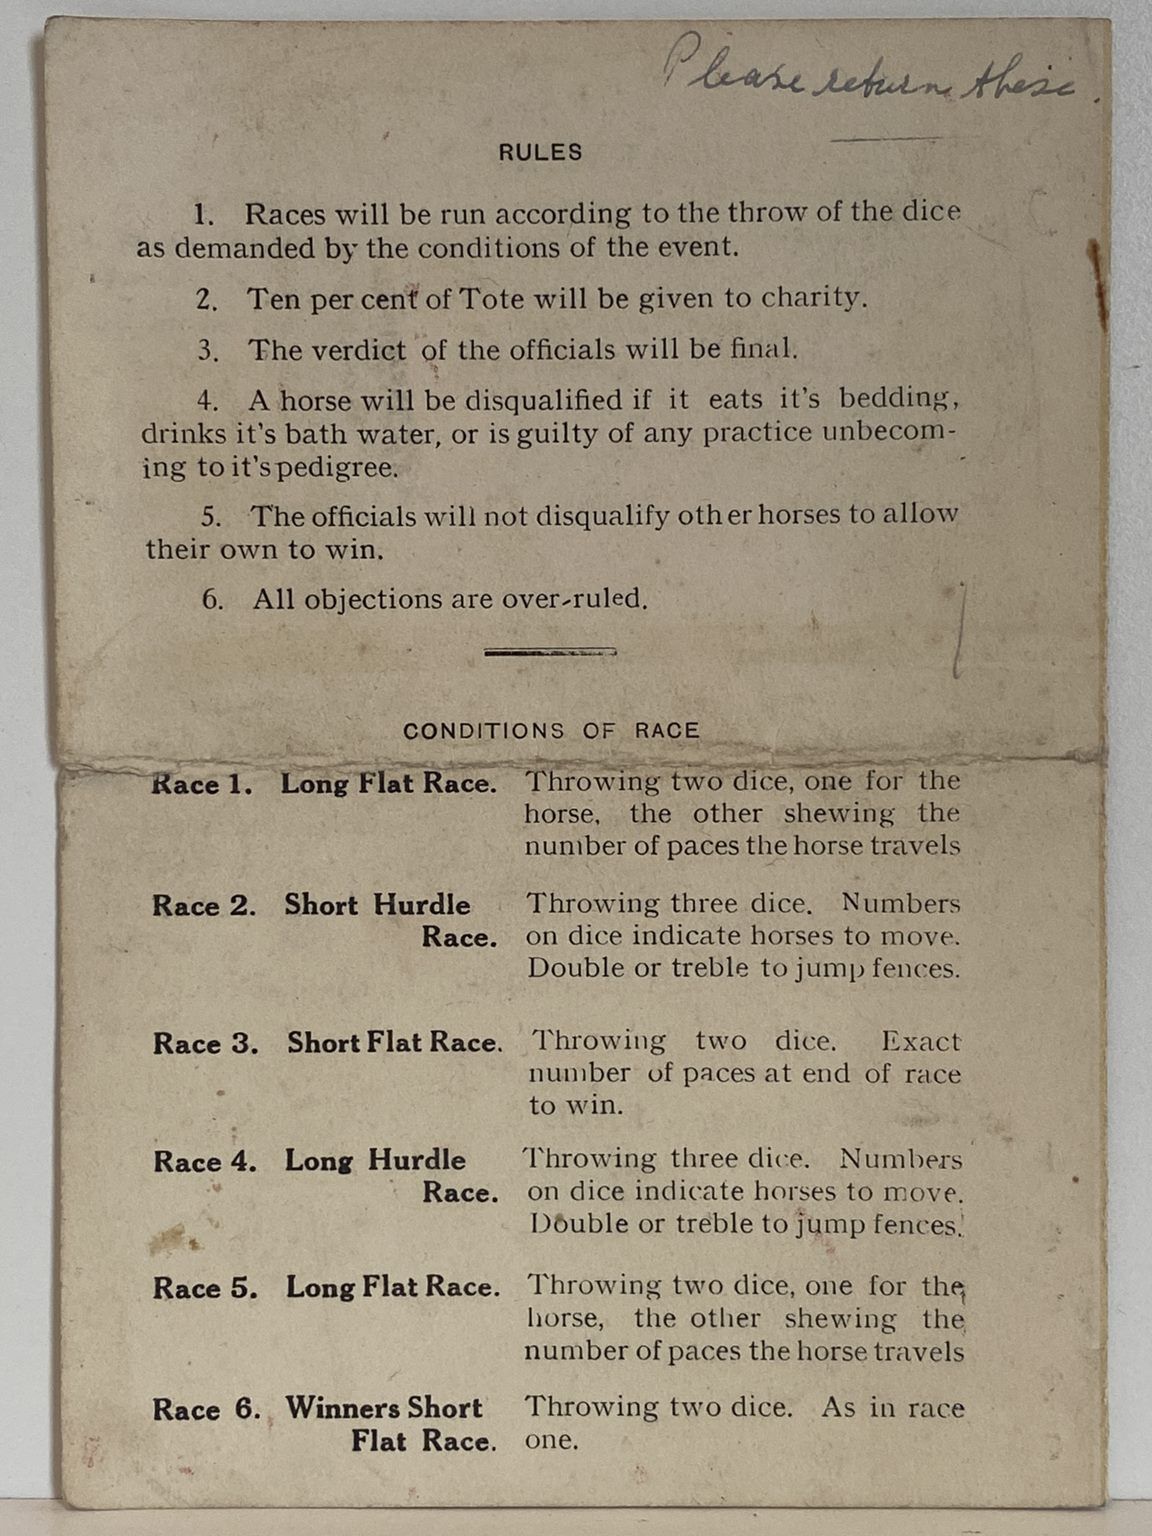 Please return these.
RULES
1. Races will be run according to the throw of the dice
as demanded by the conditions of the event.
2. Ten per cent of Tote will be given to charity.
3. The verdict of the officials will be final.
4. A horse will be disqualified if it eats it's bedding,
drinks it's bath water, or is guilty of any practice unbecom-
ing to it's pedigree.
5. The officials will not disqualify other horses to allow
their own to win.
6. All objections are over-ruled.
CONDITIONS OF RACE
Race 1. Long Flat Race. Throwing two dice, one for the
horse, the other shewing the
number of paces the horse travels
Race 2. Short Hurdle Throwing three dice. Numbers
Race. on dice indicate horses to move.
Double or treble to jump fences.
Race 3. Short Flat Race. Throwing two dice. Exact
number of paces at end of race
to win.
Race 4. Long Hurdle Throwing three dice. Numbers
Race. on dice indicate horses to move.
Double or treble to jump fences.
Race 5. Long Flat Race. Throwing two dice, one for the
horse, the other shewing the
number of paces the horse travels
Race 6. Winners Short Throwing two dice. As in race
Flat Race. one.